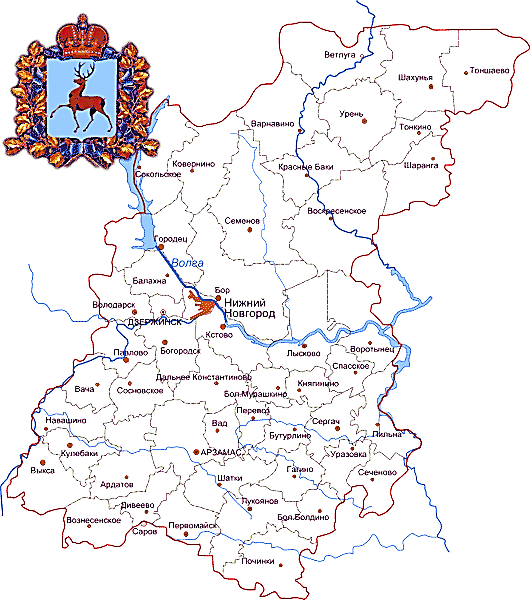 Ветлуга
Шахунья
Тоншаево
Урень
Варнавино
Тонкино
Шаранга
Ковернино
Сокольское
Красные Баки
Воскресенское
Семенов
Городец
Волга
Балахна
Бор
Нижний
Новгород
Володарск
ДЗЕРЖИНСК
Кстово
Павлово
Богородск
Лысково
Воротынец
Спасское
Вача
Сосновское
Дальнее Константиново
Бол.Мурашкино
Княгинино
Навашино
Вад
Перевоз
Бутурлино
Сергач
Пильна
Кулебаки
АРЗАМАС
Уразовка
Выкса
Ардатов
Шатки
Гагино
Сеченово
Дивеево
Лукоянов
Бол.Болдино
Вознесенское
Саров
Первомайск
Починки